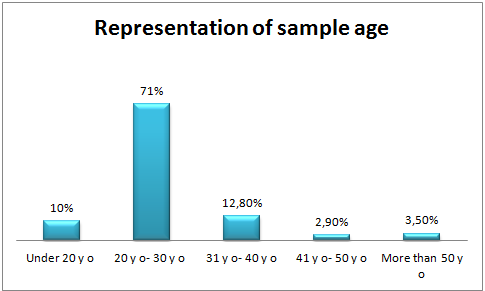 Representation of sample age
71%
10%
12,80%
2,90%
3,50%
Under 20 y o
20 y o- 30 y o
31 y o- 40 y o
41 y o- 50 y o
More than 50 y
o